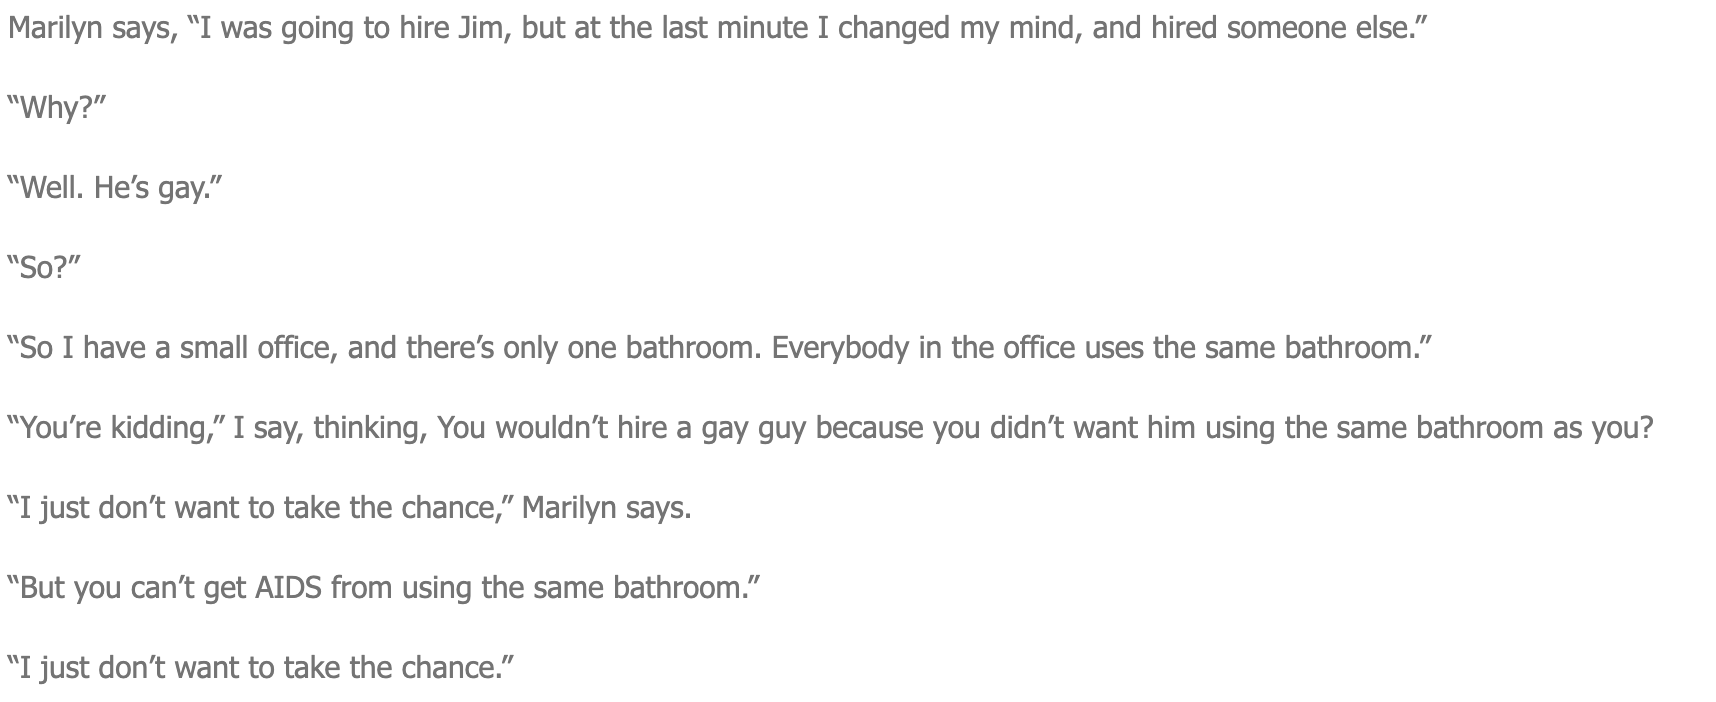 Marilyn says, “I was going to hire Jim, but at the last minute I changed my mind, and hired someone else.”
“Why?”
“Well. He’s gay.”
“So?”
“So I have a small office, and there’s only one bathroom. Everybody in the office uses the same bathroom.”
“You’re kidding,” I say, thinking, You wouldn’t hire a gay guy because you didn’t want him using the same bathroom as you?
“I just don’t want to take the chance,” Marilyn says.
“But you can’t get AIDS from using the same bathroom.”
“I just don’t want to take the chance.”